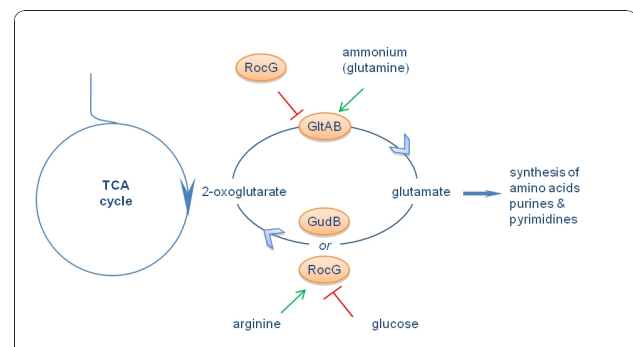 ammonium
(glutamine)
RocG
GltAB
TCA
cycle
2-oxoglutarate
glutamate
synthesis of
amino acids
purines &
pyrimidines
GudB
or
RocG
arginine
glucose